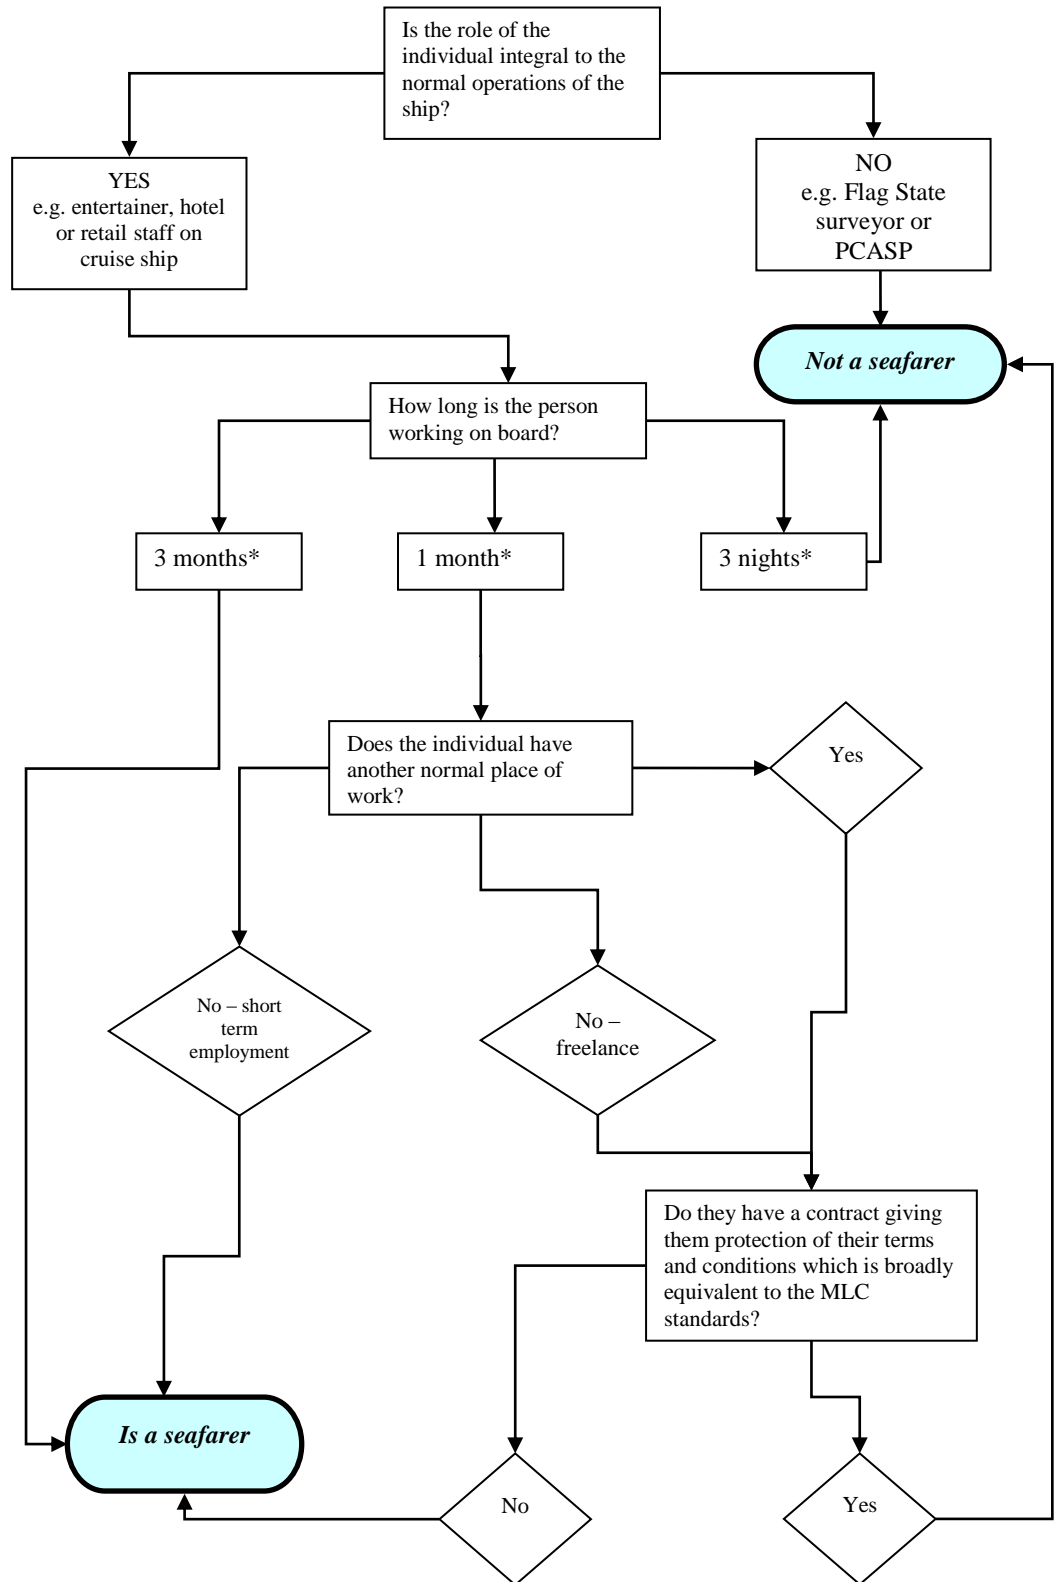 Is the role of the
individual integral to the
normal operations of the
ship?
YES
e.g. entertainer, hotel
or retail staff on
cruise ship
NO
e.g. Flag State
surveyor or
PCASP
Not a seafarer
How long is the person
working on board?
3 months*
1 month*
3 nights*
Does the individual have
another normal place of
work?
Yes
No – short
term
employment
No –
freelance
Do they have a contract giving
them protection of their terms
and conditions which is broadly
equivalent to the MLC
standards?
Is a seafarer
No
Yes